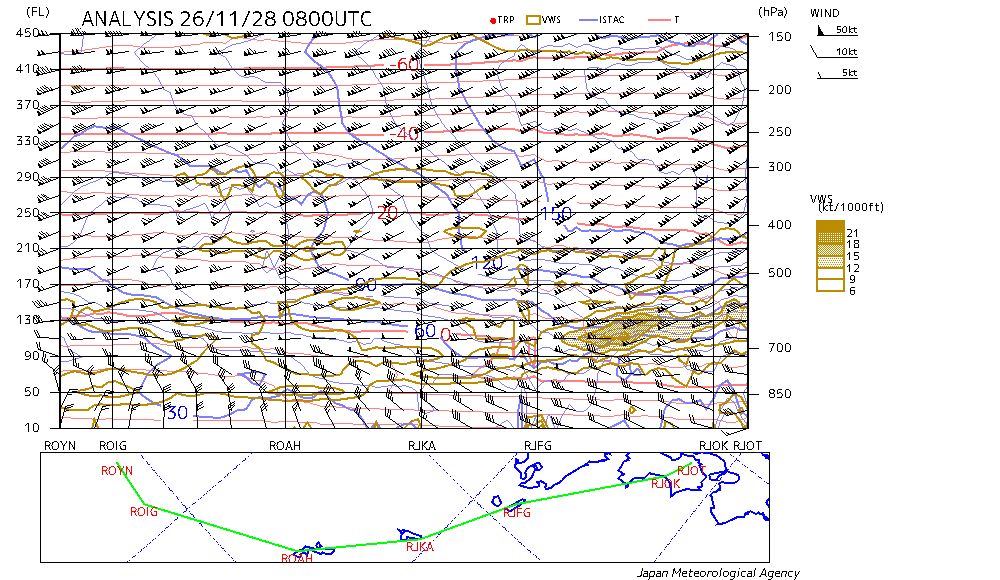 (FL) ANALYSIS 26/11/28 0800UTC TRP VWS ISTAC T (hPa) WIND
450 150 50kt
10kt
-60
410 5kt
200
370
-40 250
330
300
290 VWS
(kt/1000ft)
250 20 150 400
21
210 18
15
120 500 12
170 90 9
6
130 60 0
700
90
50 850
30
10
ROYN ROIG ROAH RJKA RJFG RJOK RJOT
ROYN RJOT
RJOK
ROIG RJFG
RJKA
ROAH
Japan Meteorological Agency